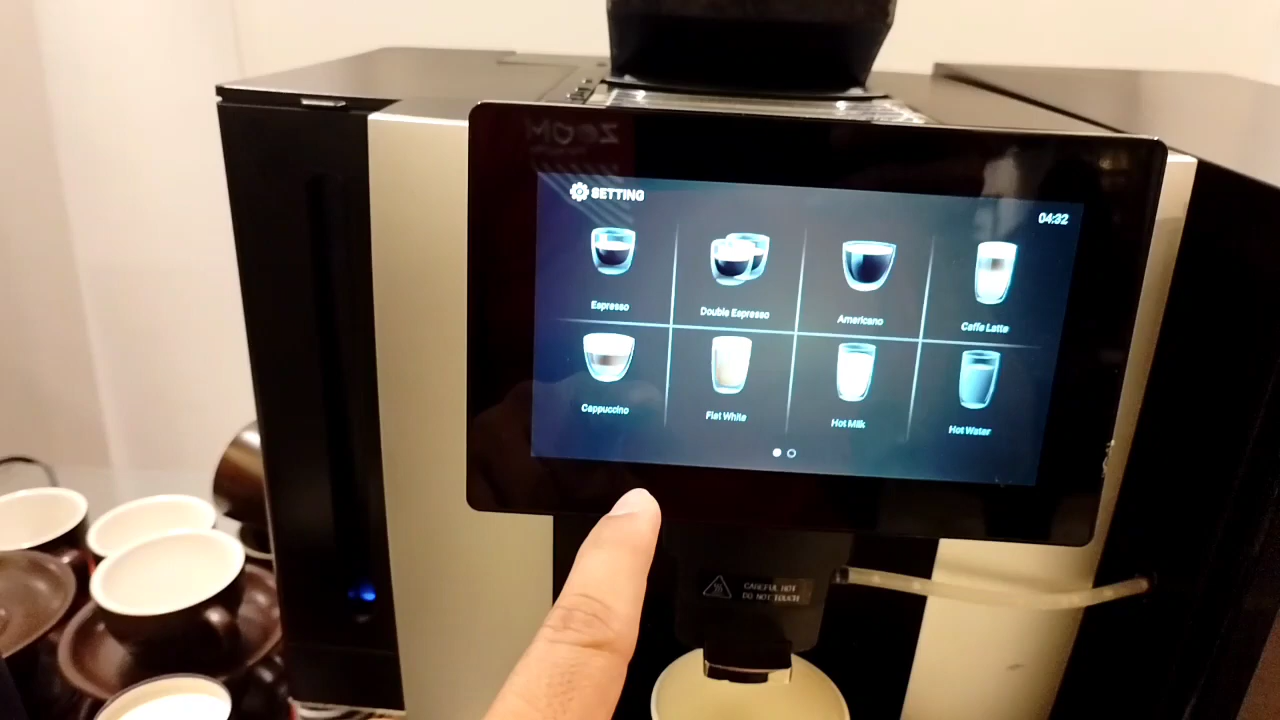 ZOOM
SETTING
04:32
Espresso
Double Espresso
Americano
Caffe Latte
Cappuccino
Flat White
Hot Milk
Hot Water
CAREFUL HOT
DO NOT TOUCH